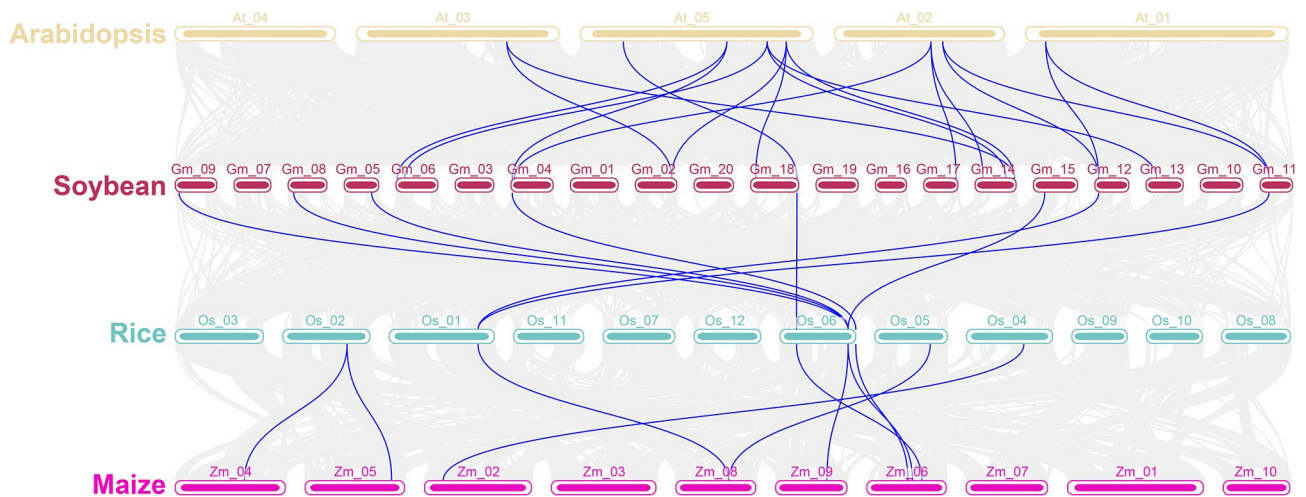 Arabidopsis At_04 At_03 At_05 At_02 At_01
Soybean Gm_09 Gm_07 Gm_08 Gm_05 Gm_06 Gm_03 Gm_04 Gm_01 Gm_02 Gm_20 Gm_18 Gm_19 Gm_16 Gm_17 Gm_14 Gm_15 Gm_12 Gm_13 Gm_10 Gm_11
Rice Os_03 Os_02 Os_01 Os_11 Os_07 Os_12 Os_06 Os_05 Os_04 Os_09 Os_10 Os_08
Maize Zm_04 Zm_05 Zm_02 Zm_03 Zm_08 Zm_09 Zm_06 Zm_07 Zm_01 Zm_10